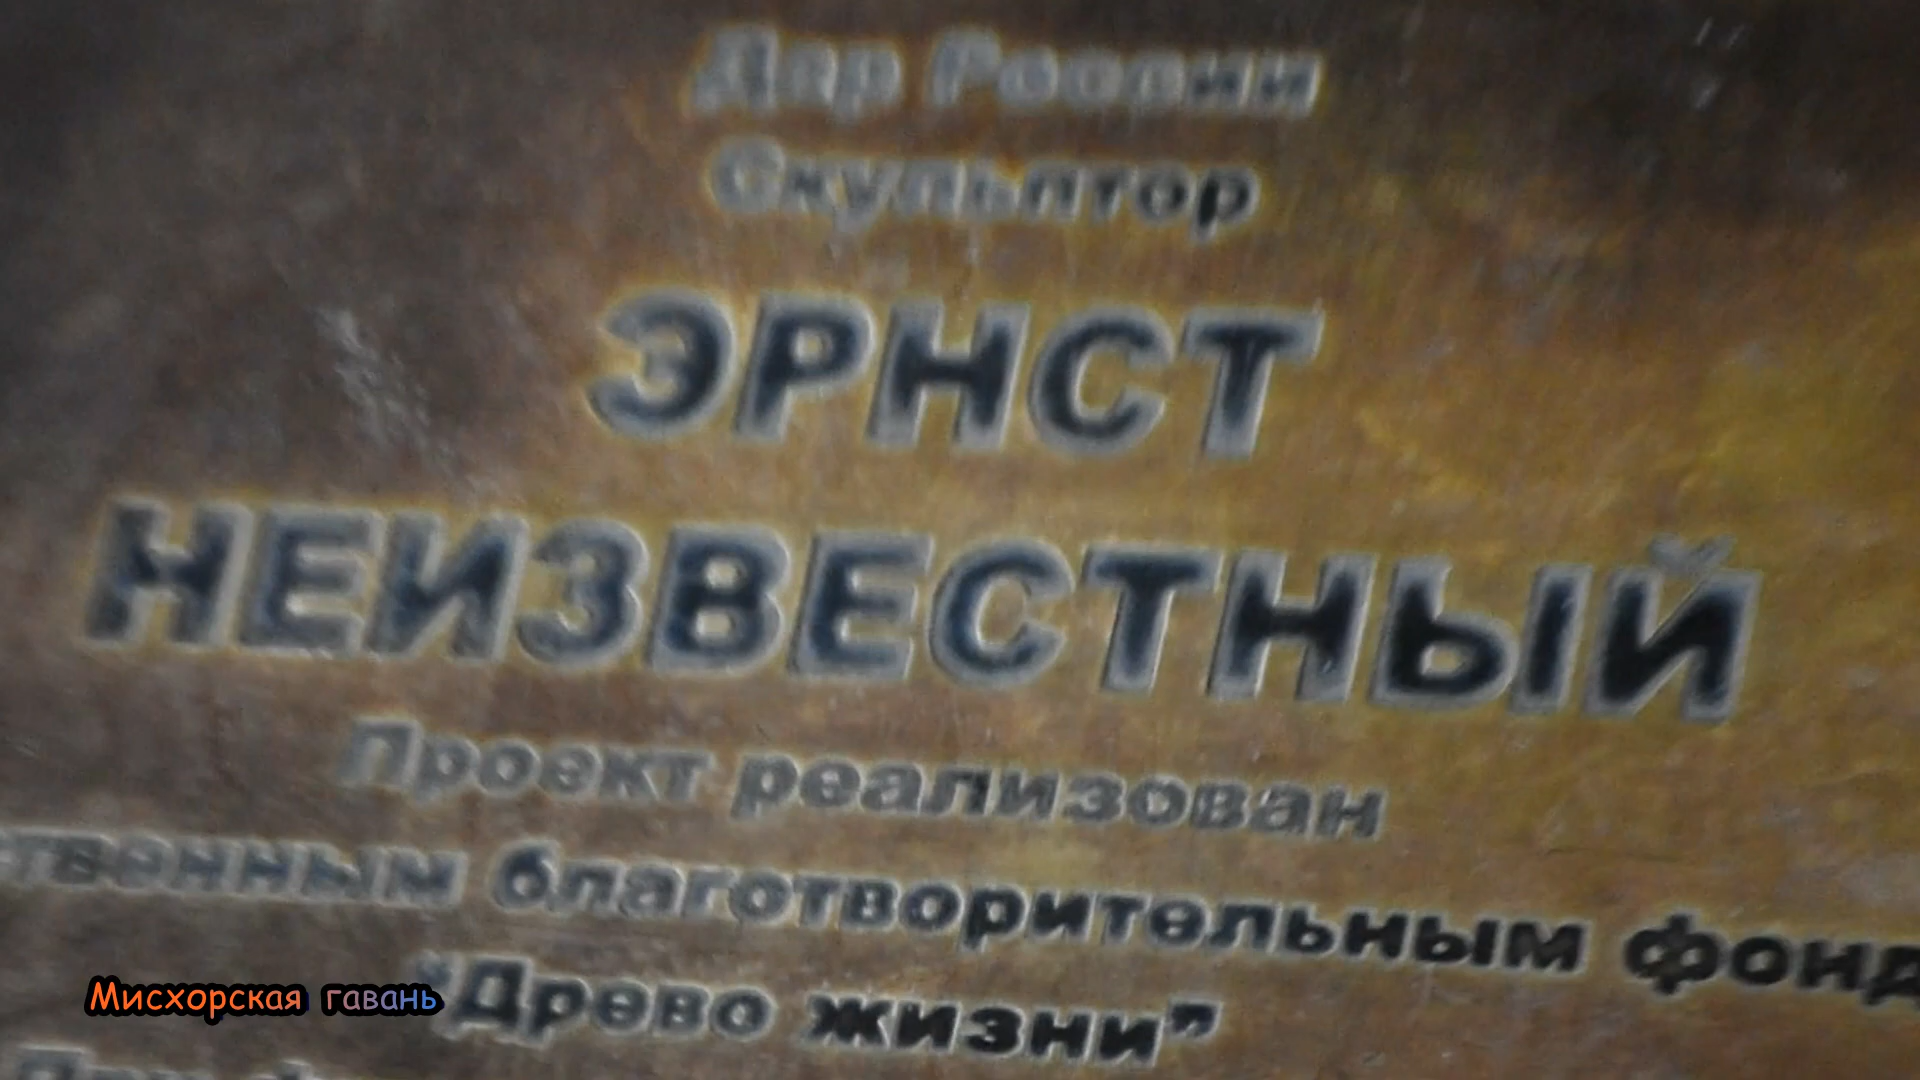 Дар России
Скульптор
ЭРНСТ
НЕИЗВЕСТНЫЙ
Проект реализован
твенным благотворительным фонд
“Древо жизни”
Мисхорская гавань